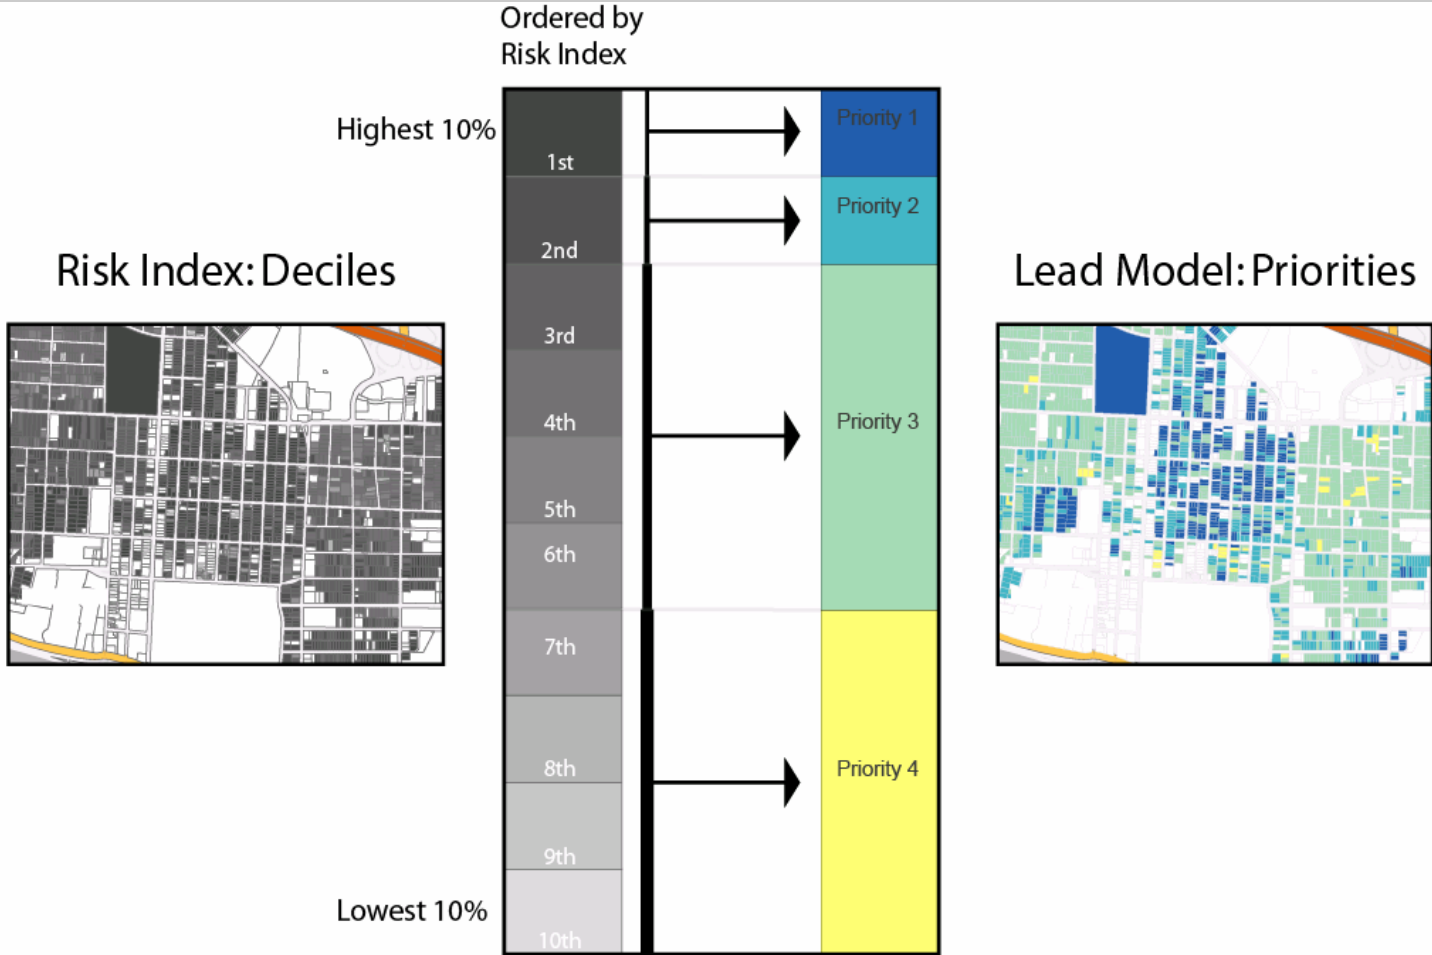 Ordered by
Risk Index
Highest 10%
1st
Priority 1
2nd
Priority 2
Risk Index: Deciles
Lead Model: Priorities
3rd
4th
Priority 3
5th
6th
7th
8th
Priority 4
9th
Lowest 10%
10th